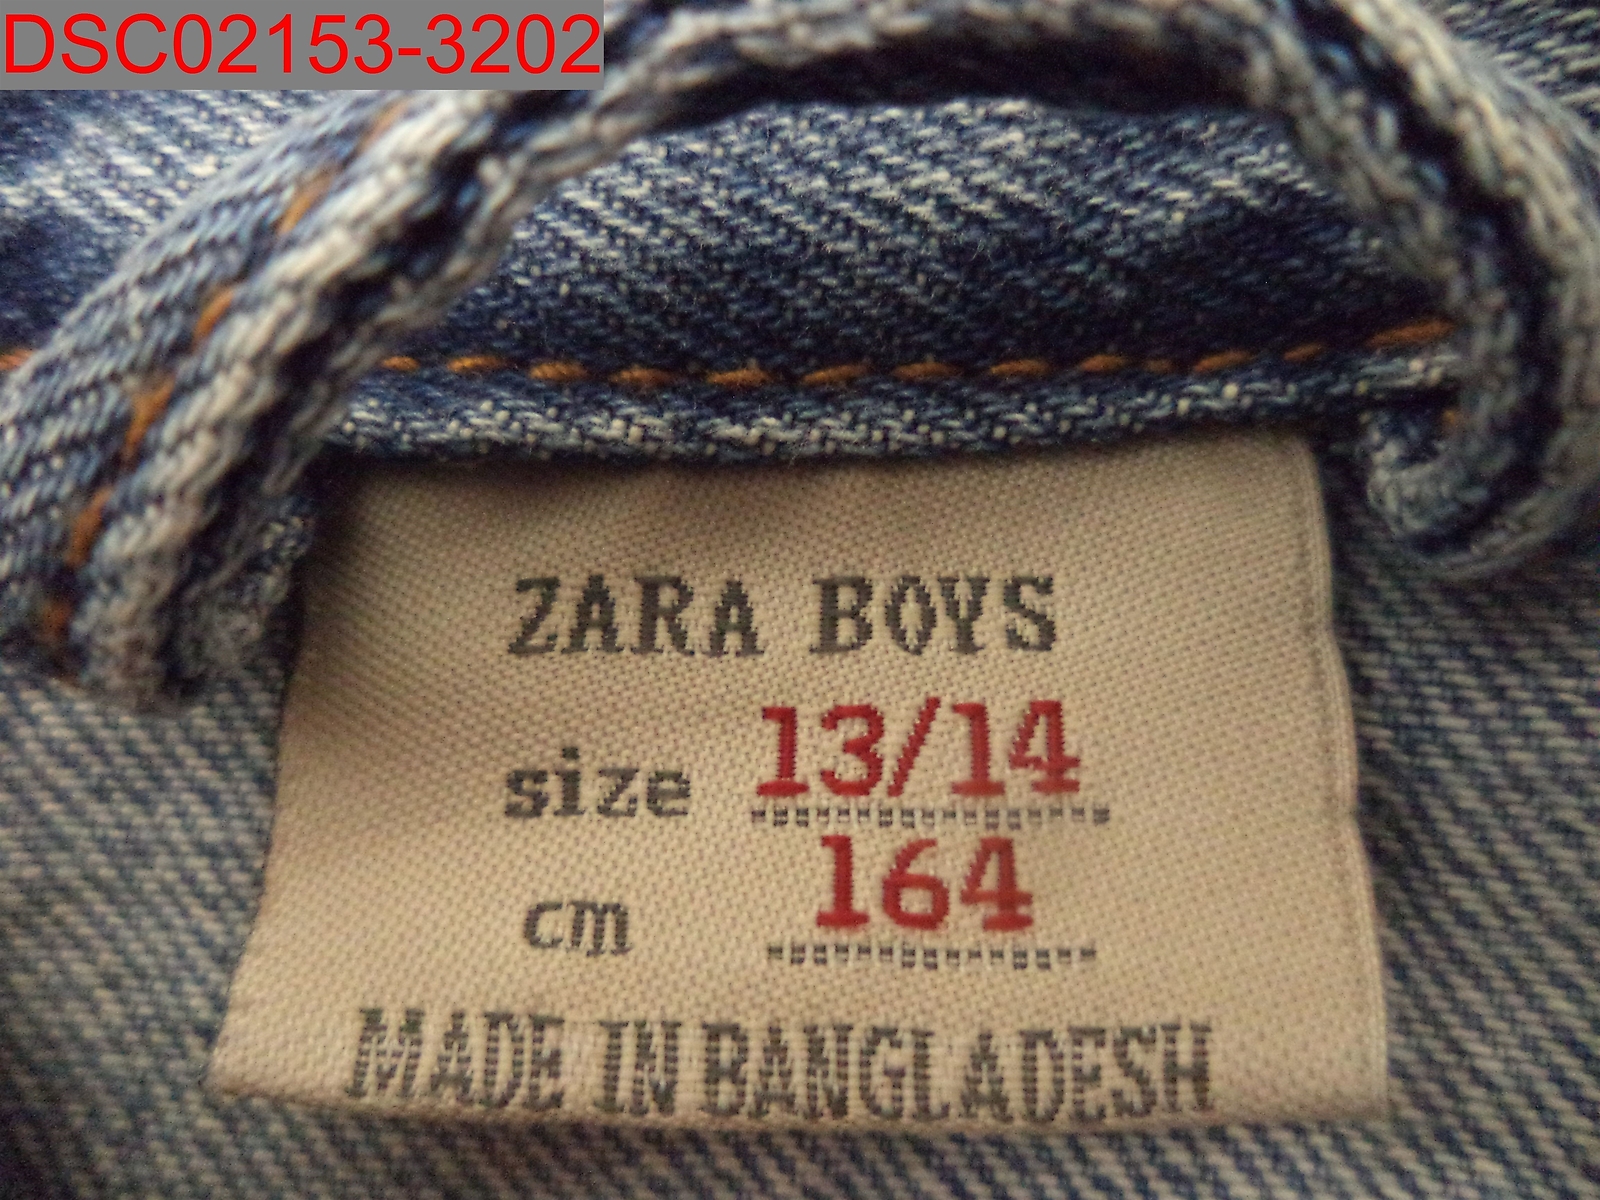 DSC02153-3202
ZARA BOYS
size 13/14
cm 164
MADE IN BANGLADESH